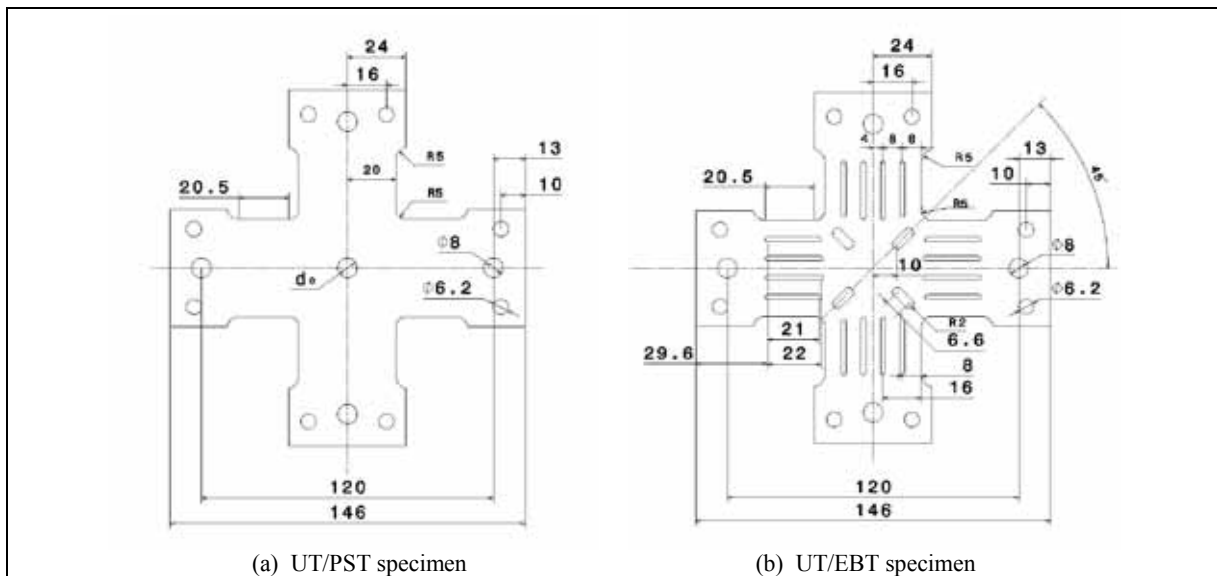 24
16
R5
20
13
10
20.5
R5
Φ8
d₀
Φ6.2
120
146
(a) UT/PST specimen
24
16
4 8 8
R5
13
10
45°
20.5
R5
Φ8
10
Φ6.2
R2
21
6.6
29.6
22
8
16
120
146
(b) UT/EBT specimen